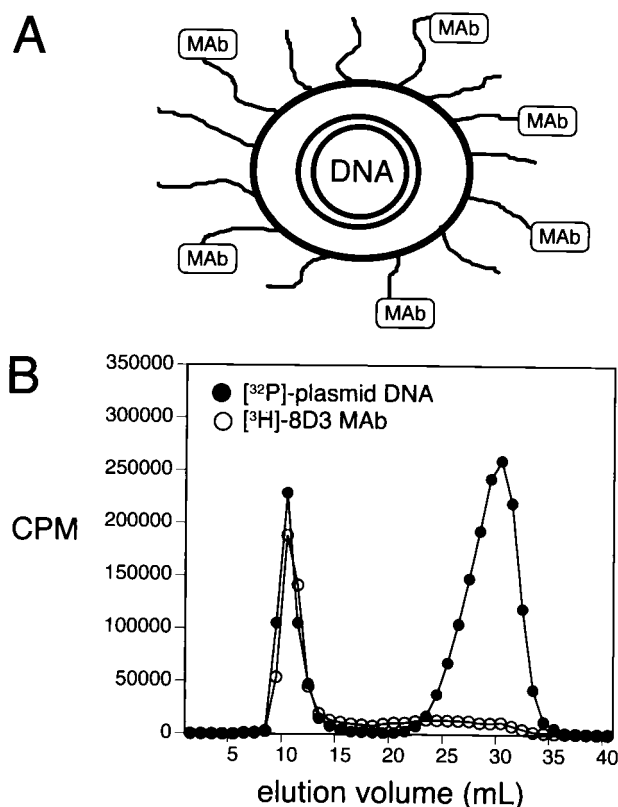 A
MAb
MAb
MAb
DNA
MAb
MAb
MAb
B
350000
300000
250000
200000
150000
100000
50000
0
[³²P]-plasmid DNA
[³H]-8D3 MAb
CPM
5 10 15 20 25 30 35 40
elution volume (mL)